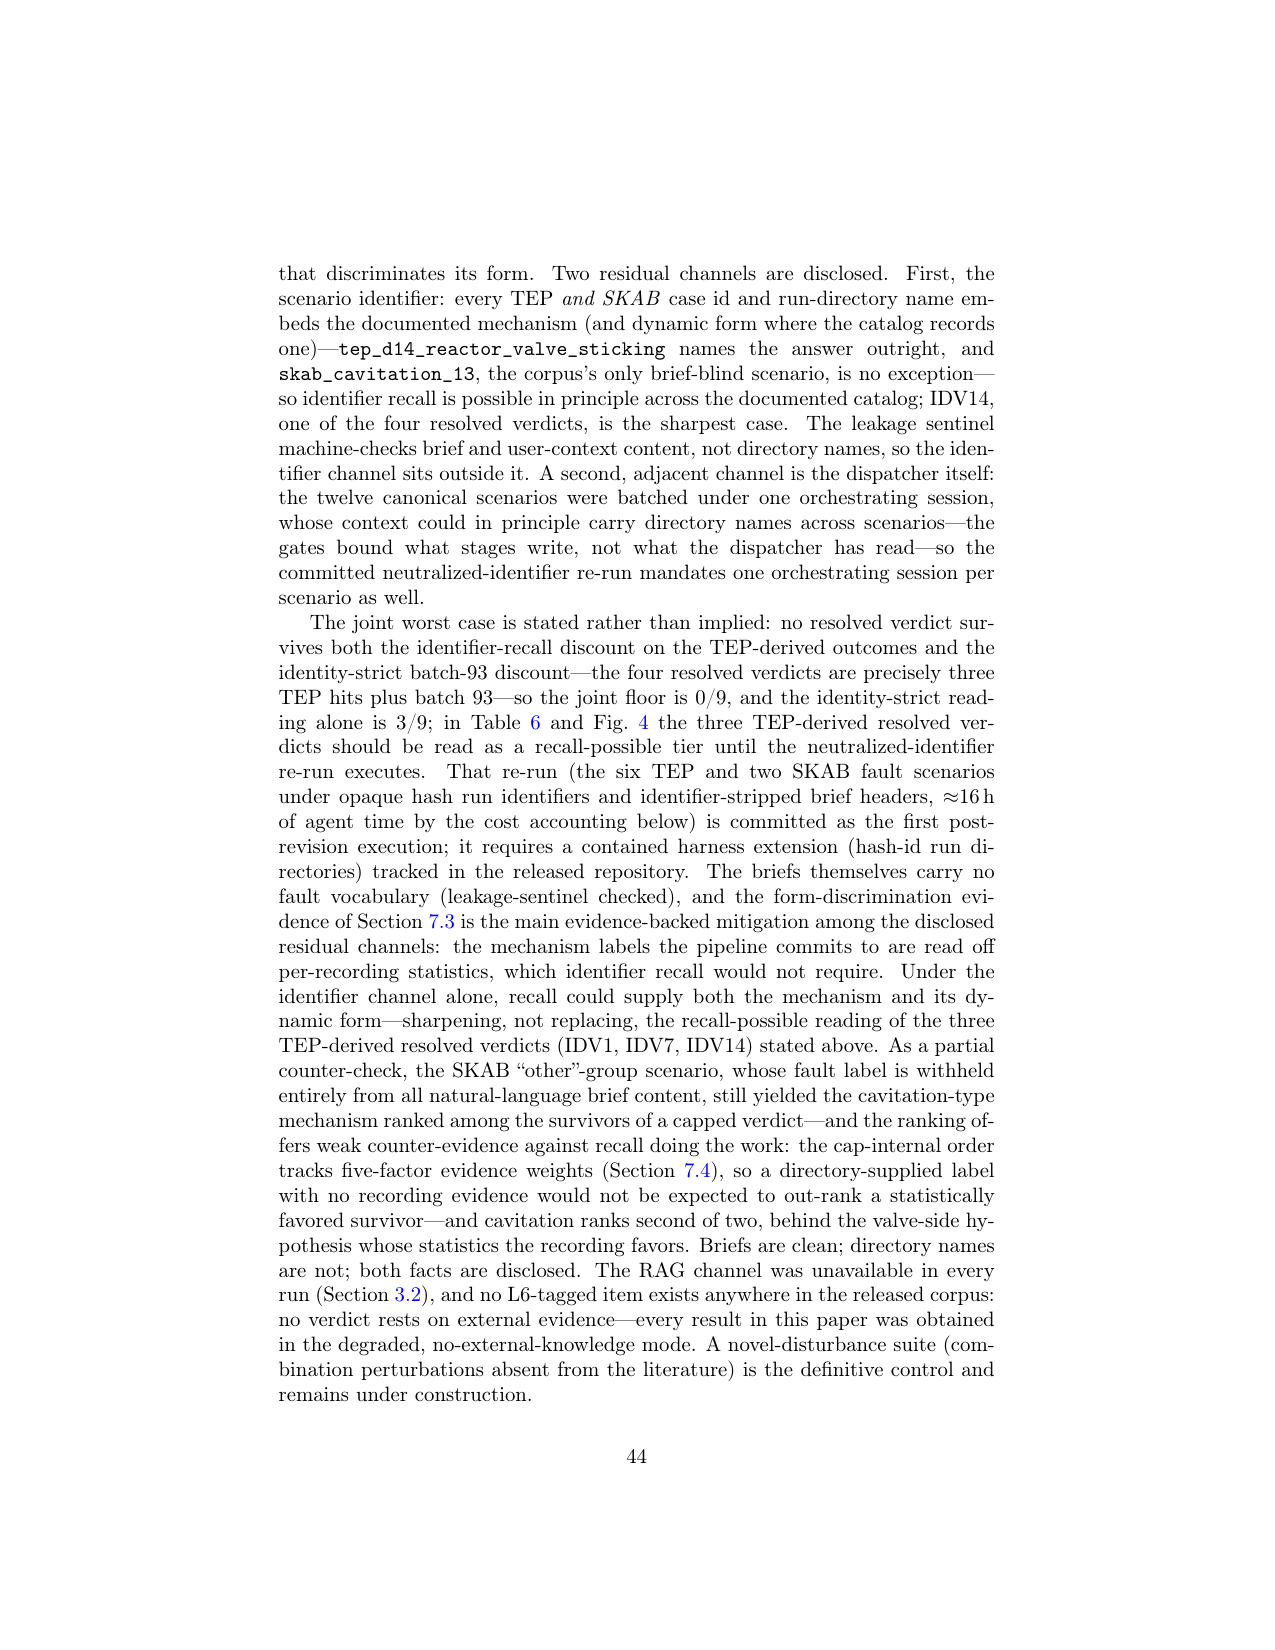 that discriminates its form. Two residual channels are disclosed. First, the
scenario identifier: every TEP and SKAB case id and run-directory name em-
beds the documented mechanism (and dynamic form where the catalog records
one)—tep_d14_reactor_valve_sticking names the answer outright, and
skab_cavitation_13, the corpus's only brief-blind scenario, is no exception—
so identifier recall is possible in principle across the documented catalog; IDV14,
one of the four resolved verdicts, is the sharpest case. The leakage sentinel
machine-checks brief and user-context content, not directory names, so the iden-
tifier channel sits outside it. A second, adjacent channel is the dispatcher itself:
the twelve canonical scenarios were batched under one orchestrating session,
whose context could in principle carry directory names across scenarios—the
gates bound what stages write, not what the dispatcher has read—so the
committed neutralized-identifier re-run mandates one orchestrating session per
scenario as well.
The joint worst case is stated rather than implied: no resolved verdict sur-
vives both the identifier-recall discount on the TEP-derived outcomes and the
identity-strict batch-93 discount—the four resolved verdicts are precisely three
TEP hits plus batch 93—so the joint floor is 0/9, and the identity-strict read-
ing alone is 3/9; in Table 6 and Fig. 4 the three TEP-derived resolved ver-
dicts should be read as a recall-possible tier until the neutralized-identifier
re-run executes. That re-run (the six TEP and two SKAB fault scenarios
under opaque hash run identifiers and identifier-stripped brief headers, ≈16 h
of agent time by the cost accounting below) is committed as the first post-
revision execution; it requires a contained harness extension (hash-id run di-
rectories) tracked in the released repository. The briefs themselves carry no
fault vocabulary (leakage-sentinel checked), and the form-discrimination evi-
dence of Section 7.3 is the main evidence-backed mitigation among the disclosed
residual channels: the mechanism labels the pipeline commits to are read off
per-recording statistics, which identifier recall would not require. Under the
identifier channel alone, recall could supply both the mechanism and its dy-
namic form—sharpening, not replacing, the recall-possible reading of the three
TEP-derived resolved verdicts (IDV1, IDV7, IDV14) stated above. As a partial
counter-check, the SKAB “other”-group scenario, whose fault label is withheld
entirely from all natural-language brief content, still yielded the cavitation-type
mechanism ranked among the survivors of a capped verdict—and the ranking of-
fers weak counter-evidence against recall doing the work: the cap-internal order
tracks five-factor evidence weights (Section 7.4), so a directory-supplied label
with no recording evidence would not be expected to out-rank a statistically
favored survivor—and cavitation ranks second of two, behind the valve-side hy-
pothesis whose statistics the recording favors. Briefs are clean; directory names
are not; both facts are disclosed. The RAG channel was unavailable in every
run (Section 3.2), and no L6-tagged item exists anywhere in the released corpus:
no verdict rests on external evidence—every result in this paper was obtained
in the degraded, no-external-knowledge mode. A novel-disturbance suite (com-
bination perturbations absent from the literature) is the definitive control and
remains under construction.
44